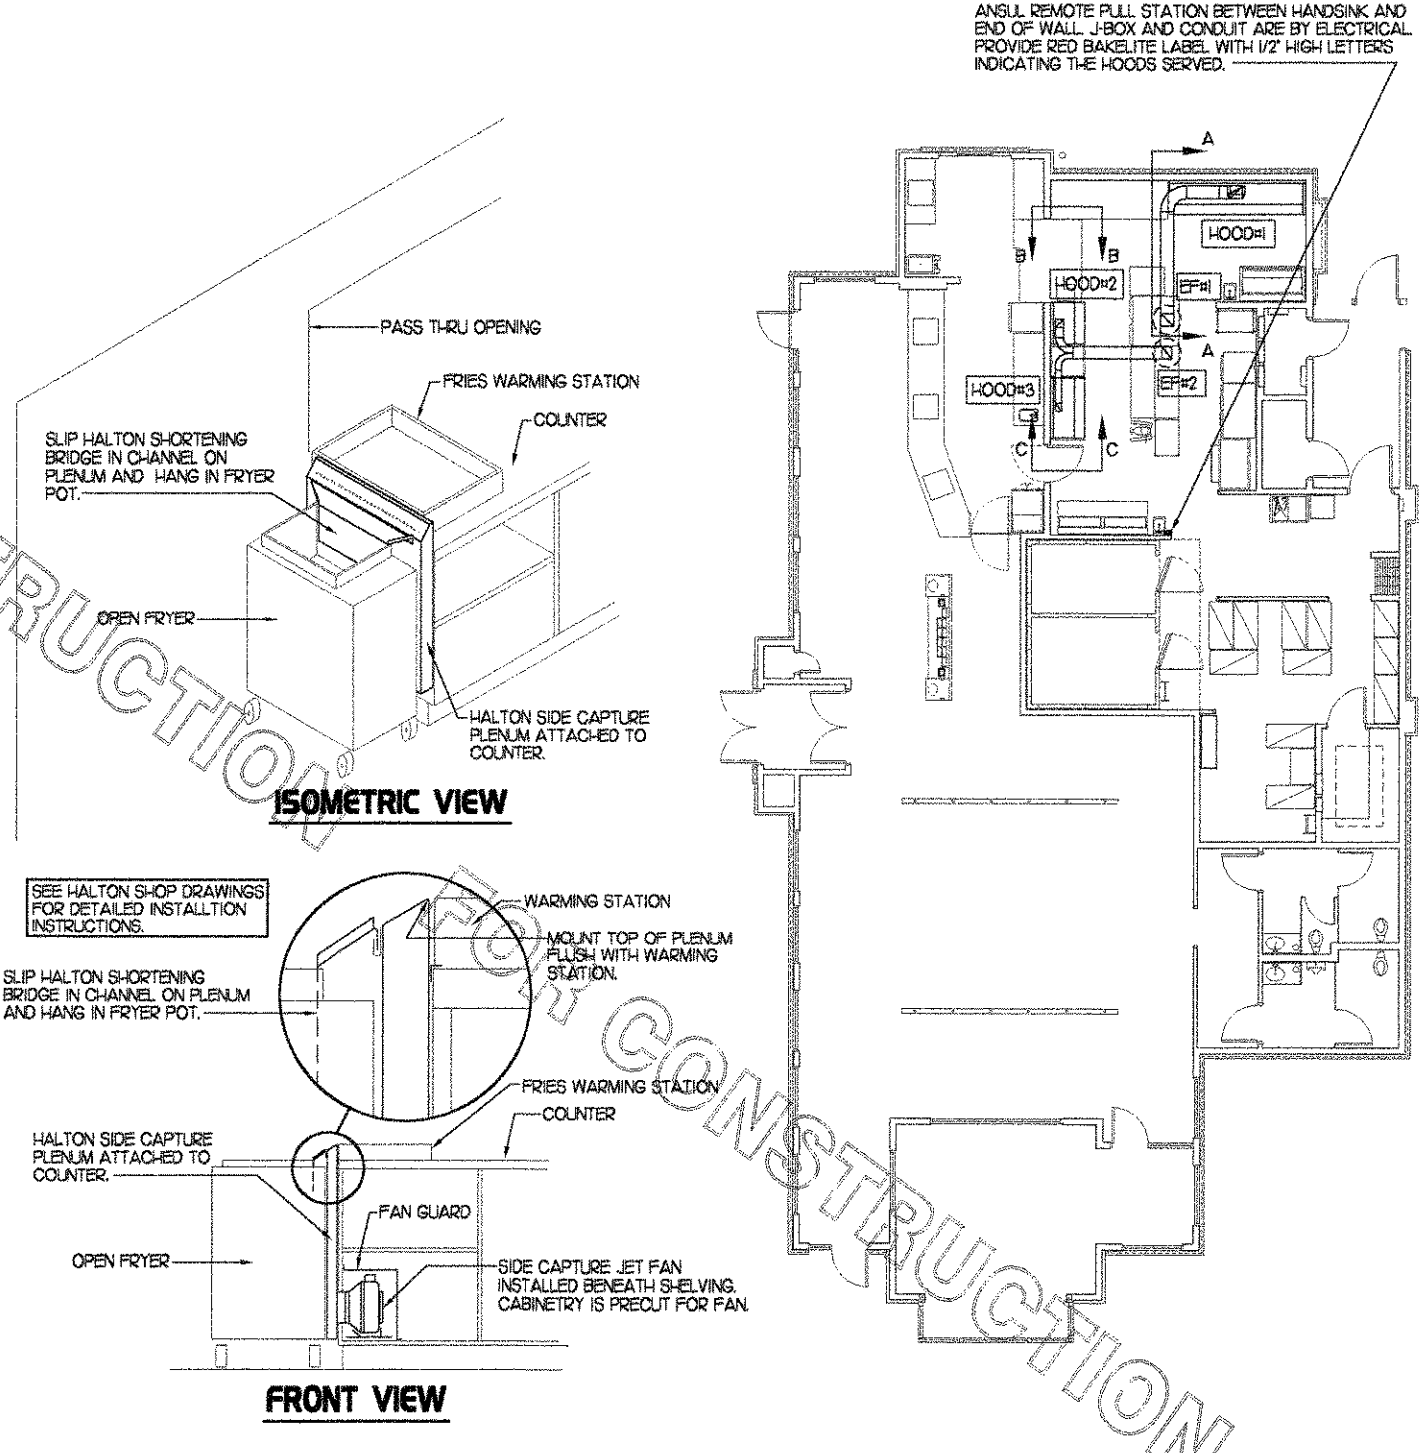 ANSUL REMOTE PULL STATION BETWEEN HANDSINK AND
END OF WALL. J-BOX AND CONDUIT ARE BY ELECTRICAL.
PROVIDE RED BAKELITE LABEL WITH 1/2" HIGH LETTERS
INDICATING THE HOODS SERVED.
A
HOOD#1
B
B
HOOD#2
EF#1
A
EF#2
HOOD#3
C
C
PASS THRU OPENING
FRIES WARMING STATION
COUNTER
SLIP HALTON SHORTENING
BRIDGE IN CHANNEL ON
PLENUM AND HANG IN FRYER
POT.
OPEN FRYER
HALTON SIDE CAPTURE
PLENUM ATTACHED TO
COUNTER.
ISOMETRIC VIEW
SEE HALTON SHOP DRAWINGS
FOR DETAILED INSTALLTION
INSTRUCTIONS.
WARMING STATION
MOUNT TOP OF PLENUM
FLUSH WITH WARMING
STATION.
SLIP HALTON SHORTENING
BRIDGE IN CHANNEL ON PLENUM
AND HANG IN FRYER POT.
FRIES WARMING STATION
COUNTER
HALTON SIDE CAPTURE
PLENUM ATTACHED TO
COUNTER.
FAN GUARD
OPEN FRYER
SIDE CAPTURE JET FAN
INSTALLED BENEATH SHELVING.
CABINETRY IS PRECUT FOR FAN.
FRONT VIEW
TRUCTION
FOR CONSTRUCTION